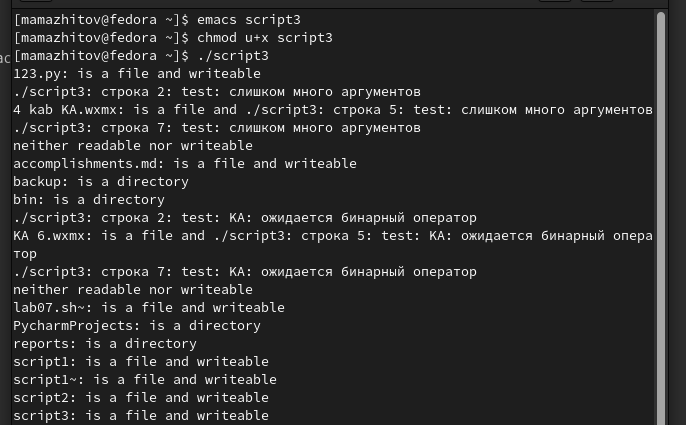 [mamazhitov@fedora ~]$ emacs script3
[mamazhitov@fedora ~]$ chmod u+x script3
[mamazhitov@fedora ~]$ ./script3
123.py: is a file and writeable
./script3: строка 2: test: слишком много аргументов
4 kab KA.wxmx: is a file and ./script3: строка 5: test: слишком много аргументов
./script3: строка 7: test: слишком много аргументов
neither readable nor writeable
accomplishments.md: is a file and writeable
backup: is a directory
bin: is a directory
./script3: строка 2: test: KA: ожидается бинарный оператор
KA 6.wxmx: is a file and ./script3: строка 5: test: KA: ожидается бинарный опера
тор
./script3: строка 7: test: KA: ожидается бинарный оператор
neither readable nor writeable
lab07.sh~: is a file and writeable
PycharmProjects: is a directory
reports: is a directory
script1: is a file and writeable
script1~: is a file and writeable
script2: is a file and writeable
script3: is a file and writeable